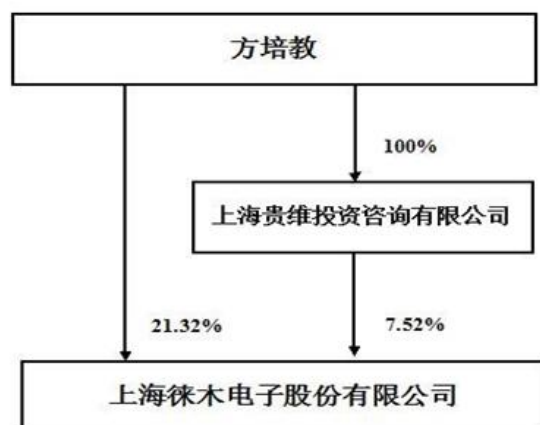 方培教
100%
上海贵维投资咨询有限公司
21.32%
7.52%
上海徕木电子股份有限公司